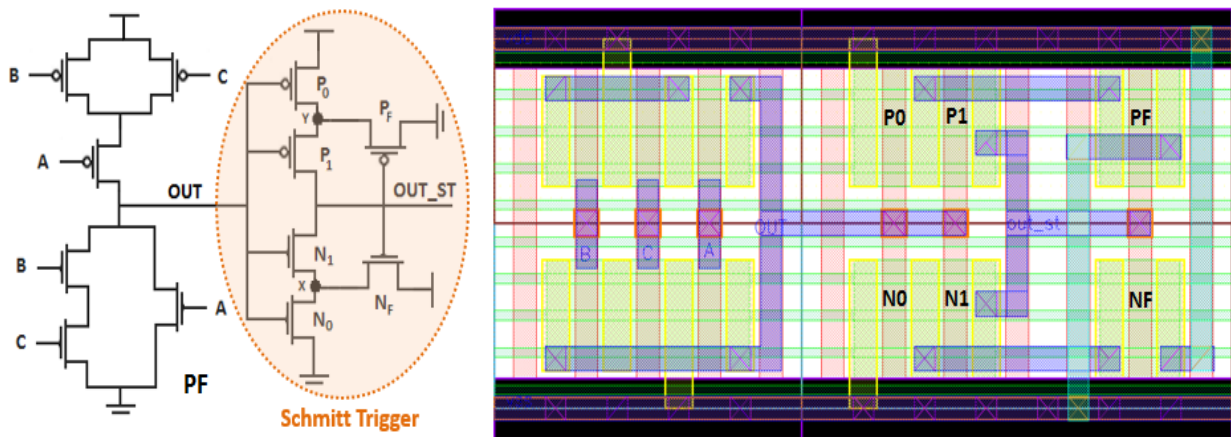 B
C
P0
Y
PF
A
P1
OUT
OUT_ST
B
N1
X
NF
A
C
N0
PF
Schmitt Trigger
P0
P1
PF
OUT
out_st
B
C
A
N0
N1
NF